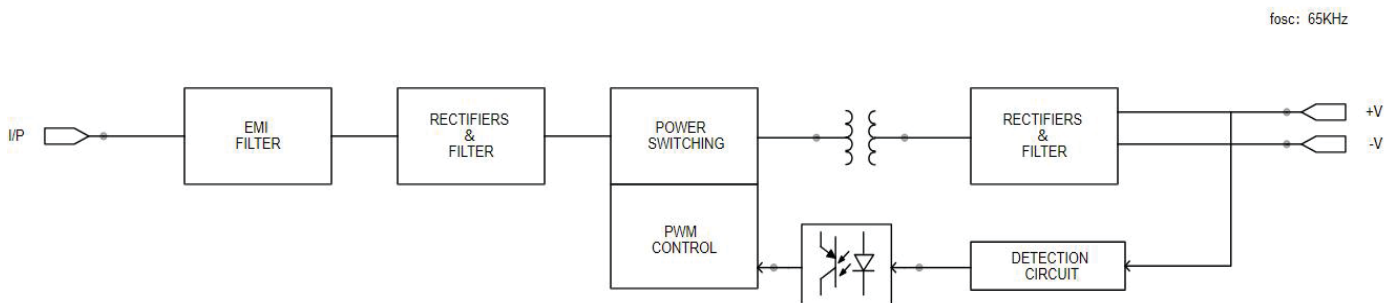 fosc: 65KHz
I/P
EMI
FILTER
RECTIFIERS
&
FILTER
POWER
SWITCHING
RECTIFIERS
&
FILTER
+V
-V
PWM
CONTROL
DETECTION
CIRCUIT